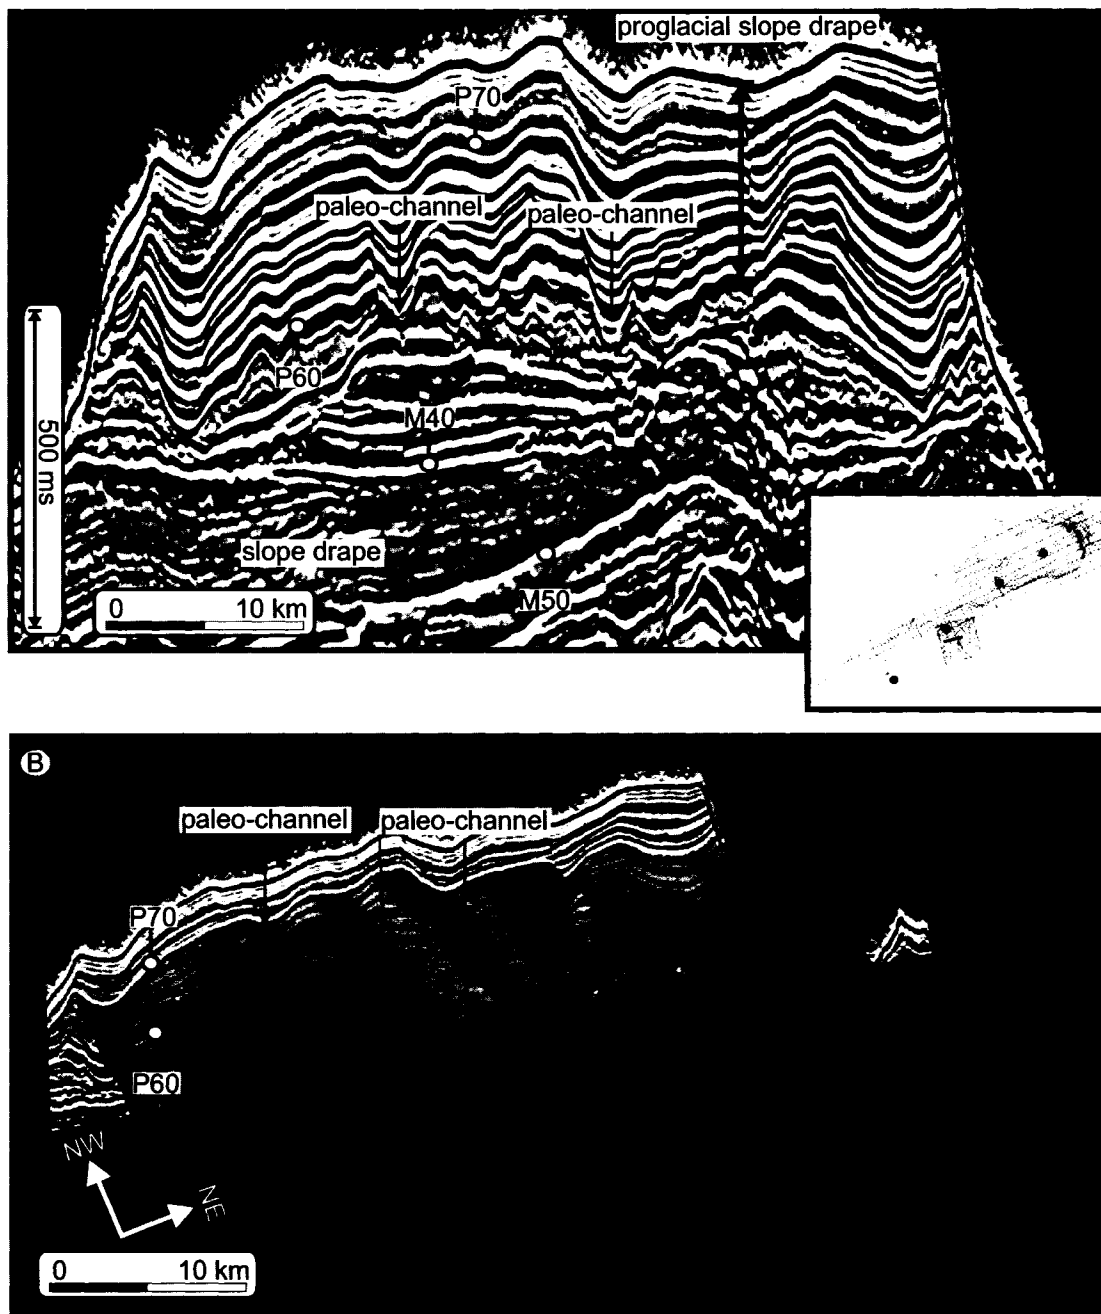 proglacial slope drape
P70
paleo-channel
paleo-channel
P60
M40
500 ms
slope drape
M50
0 10 km
B
paleo-channel
paleo-channel
P70
P60
NW
NE
0 10 km